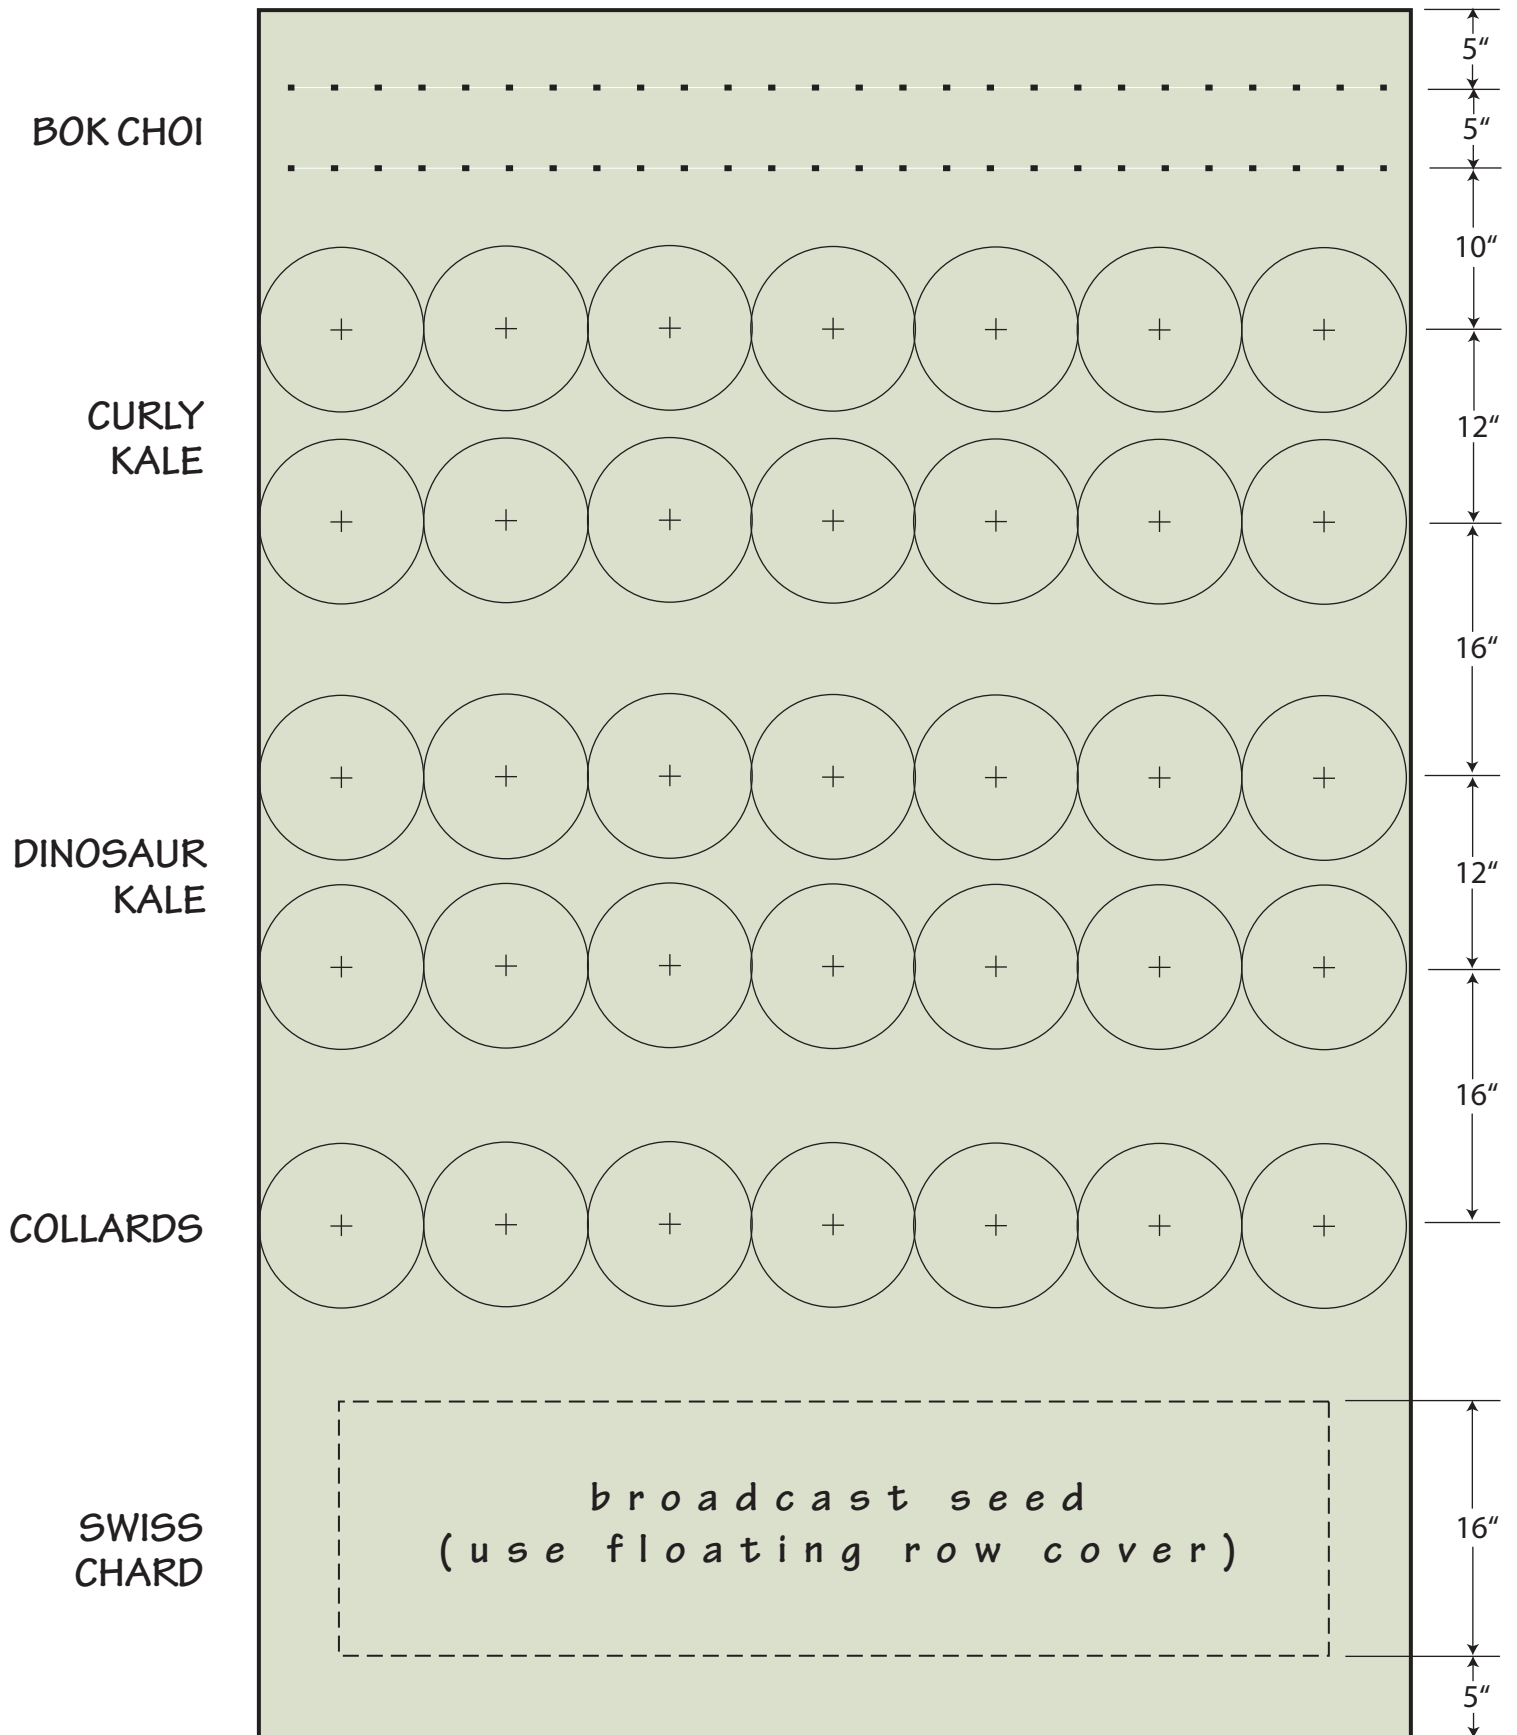 5“
BOK CHOI
5“
10“
CURLY
KALE
12“
16“
DINOSAUR
KALE
12“
16“
COLLARDS
broadcast seed
(use floating row cover)
SWISS
CHARD
16“
5“